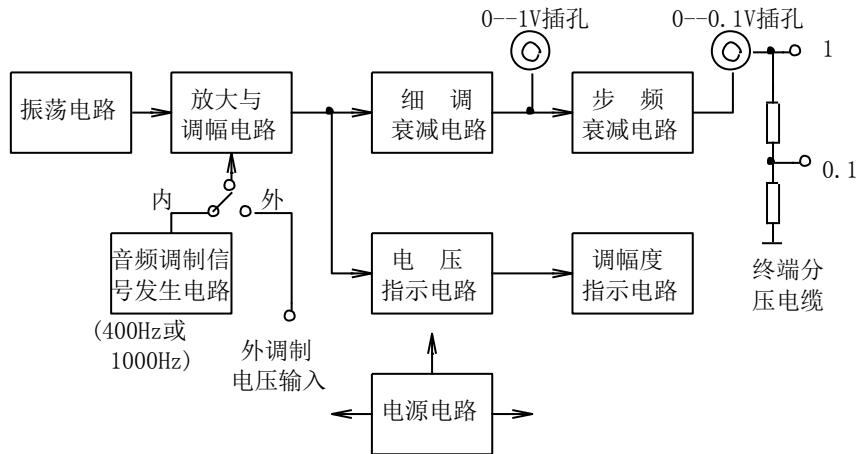 0--1V插孔
0--0.1V插孔
1
振荡电路
放大与
调幅电路
细 调
衰减电路
步 频
衰减电路
0.1
内
外
音频调制信
号发生电路
(400Hz或
1000Hz)
外调制
电压输入
电 压
指示电路
调幅度
指示电路
终端分
压电缆
电源电路